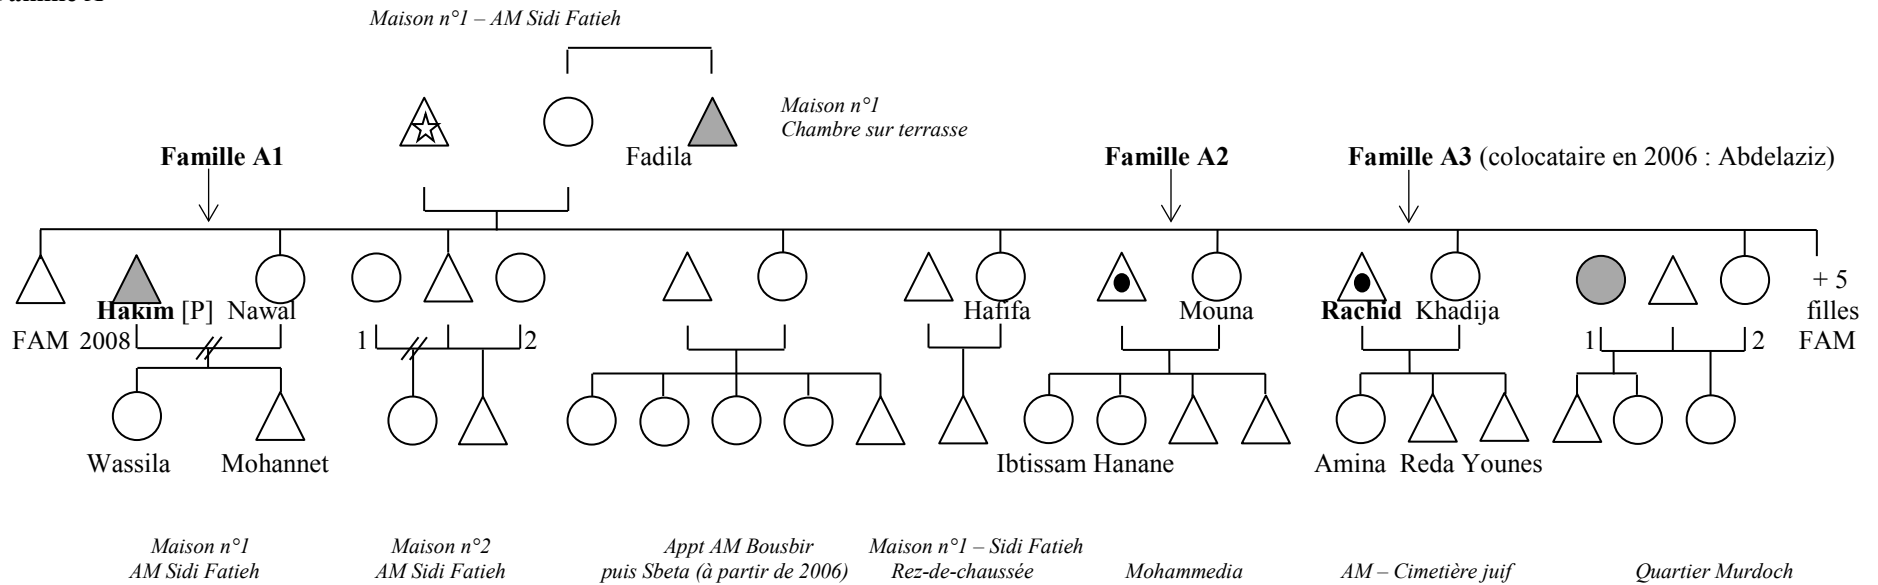 Maison n°1 – AM Sidi Fatieh
Maison n°1
Chambre sur terrasse
Fadila
Famille A1
Famille A2
Famille A3 (colocataire en 2006 : Abdelaziz)
Hakim [P] Nawal
Hafifa
Mouna
Rachid Khadija
+ 5
filles
FAM
FAM 2008
1
2
1
2
Wassila
Mohannet
Ibtissam Hanane
Amina Reda Younes
Maison n°1
AM Sidi Fatieh
Maison n°2
AM Sidi Fatieh
Appt AM Bousbir
puis Sbeta (à partir de 2006)
Maison n°1 – Sidi Fatieh
Rez-de-chaussée
Mohammedia
AM – Cimetière juif
Quartier Murdoch